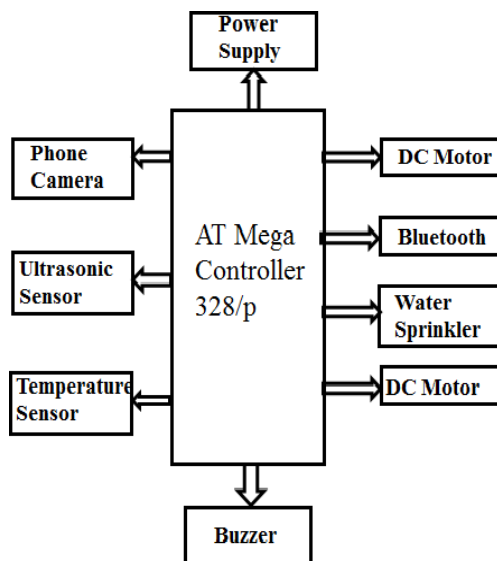 Power
Supply
Phone
Camera
DC Motor
AT Mega
Controller
328/p
Bluetooth
Ultrasonic
Sensor
Water
Sprinkler
Temperature
Sensor
DC Motor
Buzzer